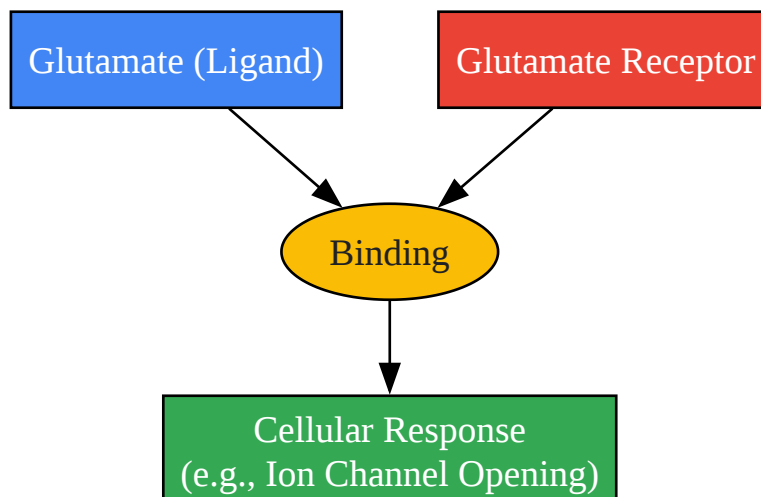 Glutamate (Ligand)
Glutamate Receptor
Binding
Cellular Response
(e.g., Ion Channel Opening)